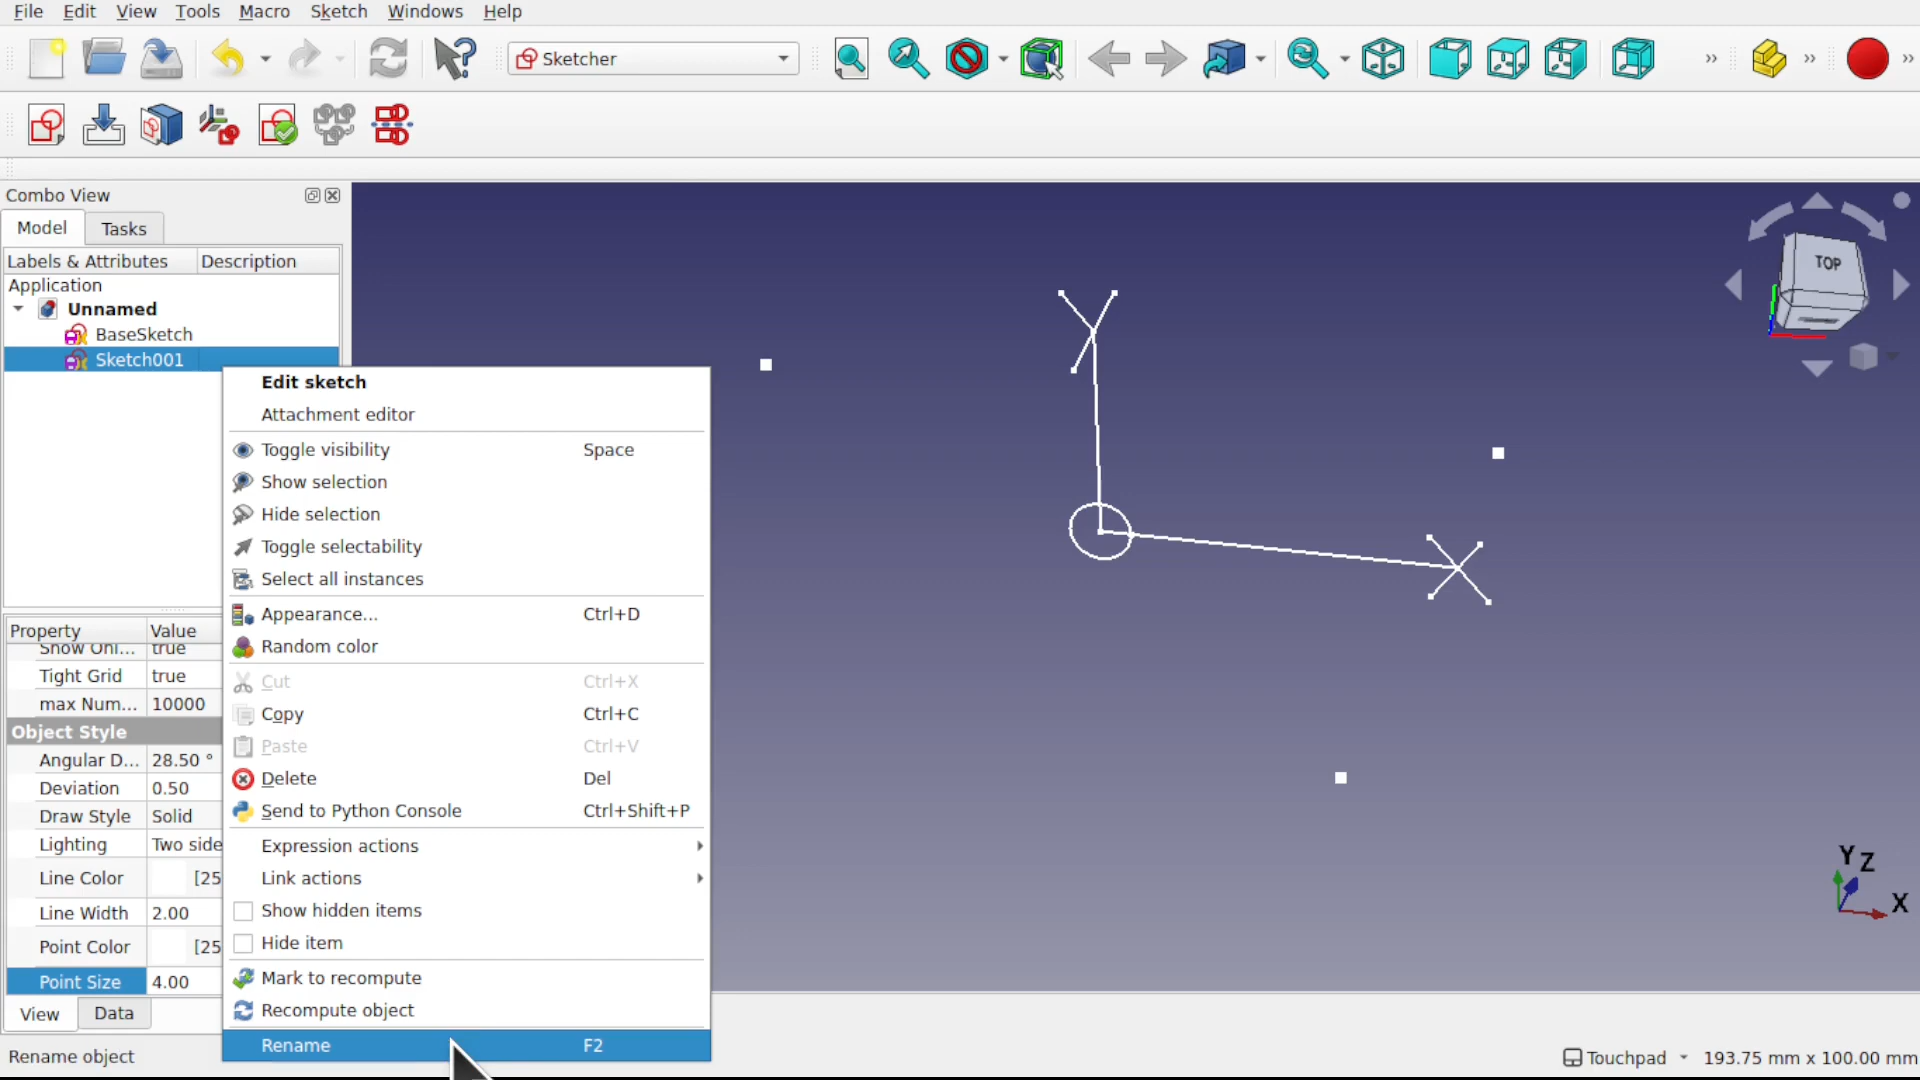 File Edit View Tools Macro Sketch Windows Help
Sketcher
Combo View
Model Tasks
Labels & Attributes Description
Application
Unnamed
BaseSketch
Sketch001
Edit sketch
Attachment editor
Toggle visibility Space
Show selection
Hide selection
Toggle selectability
Select all instances
Appearance... Ctrl+D
Random color
Cut Ctrl+X
Copy Ctrl+C
Paste Ctrl+V
Delete Del
Send to Python Console Ctrl+Shift+P
Expression actions
Link actions
Show hidden items
Hide item
Mark to recompute
Recompute object
Rename F2
Property Value
Show Onl... true
Tight Grid true
max Num... 10000
Object Style
Angular D... 28.50 °
Deviation 0.50
Draw Style Solid
Lighting Two side
Line Color [25
Line Width 2.00
Point Color [25
Point Size 4.00
View Data
Rename object
TOP
Y Z
X
Touchpad 193.75 mm x 100.00 mm